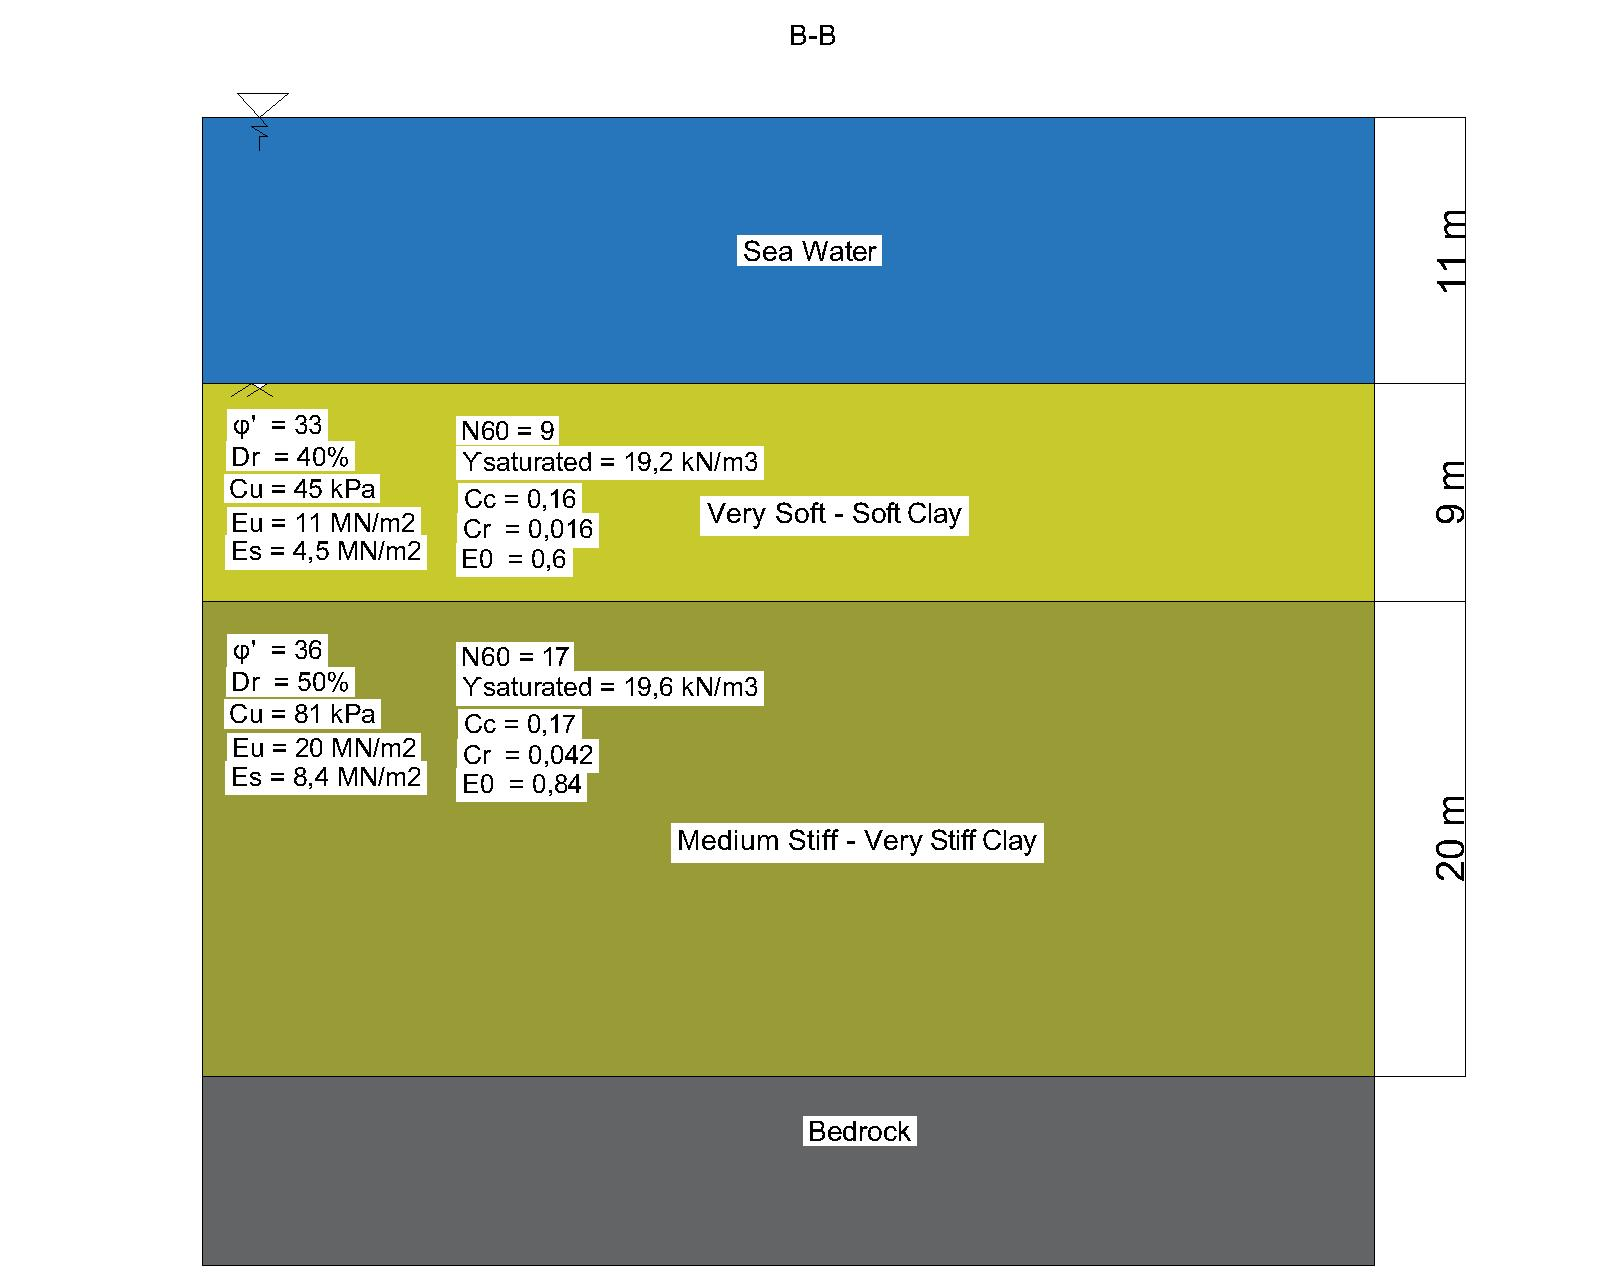 B-B
Sea Water
11 m
φ' = 33
Dr = 40%
Cu = 45 kPa
Eu = 11 MN/m2
Es = 4,5 MN/m2
N60 = 9
Ysaturated = 19,2 kN/m3
Cc = 0,16
Cr = 0,016
E0 = 0,6
Very Soft - Soft Clay
9 m
φ' = 36
Dr = 50%
Cu = 81 kPa
Eu = 20 MN/m2
Es = 8,4 MN/m2
N60 = 17
Ysaturated = 19,6 kN/m3
Cc = 0,17
Cr = 0,042
E0 = 0,84
Medium Stiff - Very Stiff Clay
20 m
Bedrock